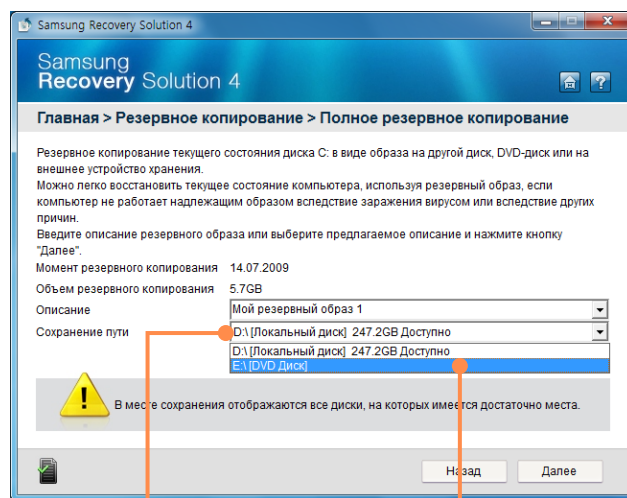 Samsung Recovery Solution 4
Samsung
Recovery Solution 4
?
Главная > Резервное копирование > Полное резервное копирование
Резервное копирование текущего состояния диска C: в виде образа на другой диск, DVD-диск или на
внешнее устройство хранения.
Можно легко восстановить текущее состояние компьютера, используя резервный образ, если
компьютер не работает надлежащим образом вследствие заражения вирусом или вследствие других
причин.
Введите описание резервного образа или выберите предлагаемое описание и нажмите кнопку
"Далее".
Момент резервного копирования 14.07.2009
Объем резервного копирования 5.7GB
Описание Мой резервный образ 1
Сохранение пути D:\ [Локальный диск] 247.2GB Доступно
D:\ [Локальный диск] 247.2GB Доступно
E:\ [DVD Диск]
В месте сохранения отображаются все диски, на которых имеется достаточно места.
Назад Далее